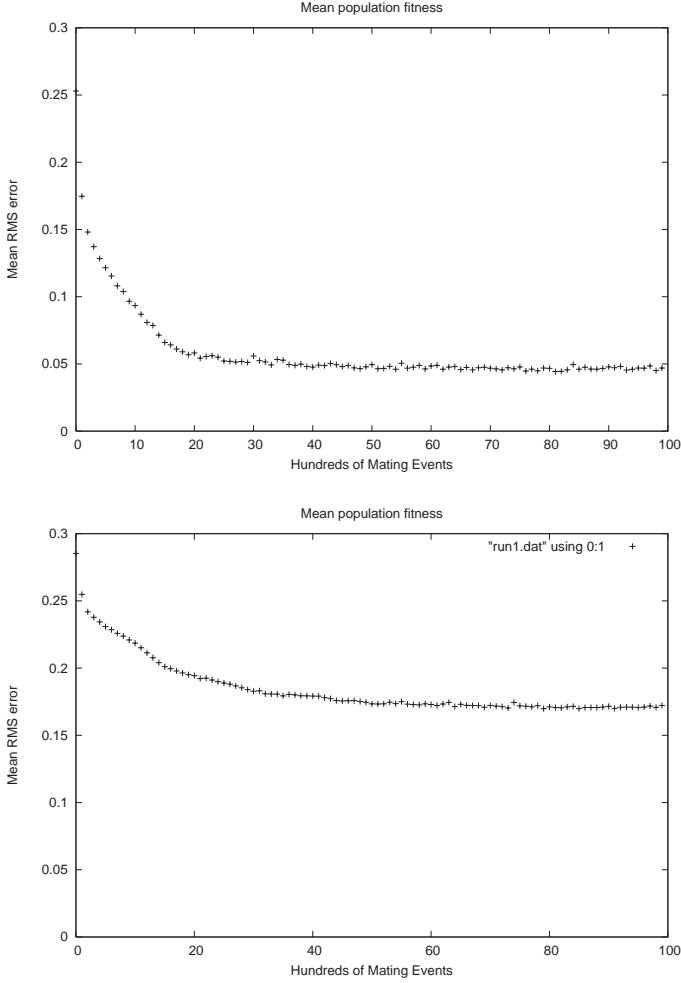 Mean population fitness
0.3
0.25
0.2
0.15
0.1
0.05
0
Mean RMS error
0 10 20 30 40 50 60 70 80 90 100
Hundreds of Mating Events
Mean population fitness
0.3
"run1.dat" using 0:1
0.25
0.2
0.15
0.1
0.05
0
Mean RMS error
0 20 40 60 80 100
Hundreds of Mating Events